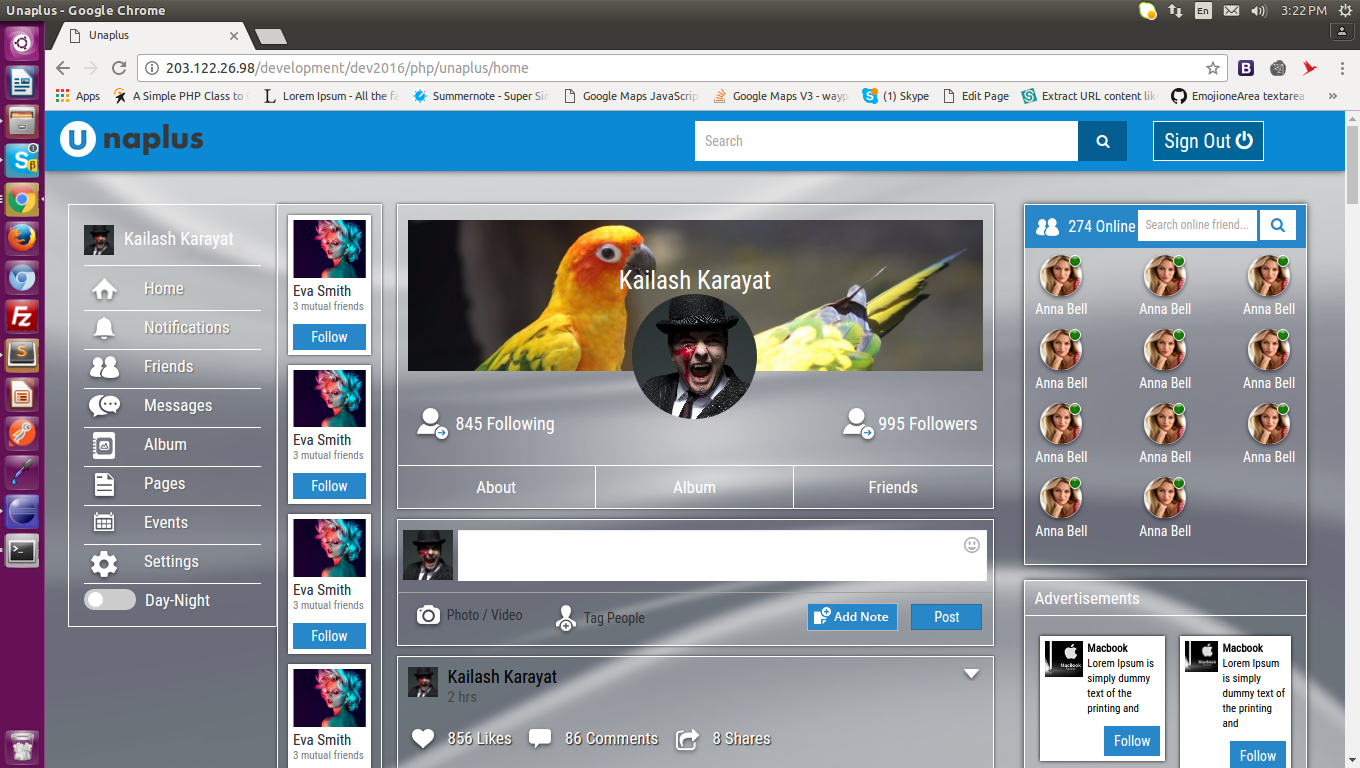 Unaplus - Google Chrome
En
3:22 PM
Unaplus
203.122.26.98/development/dev2016/php/unaplus/home
Apps
A Simple PHP Class to
Lorem Ipsum - All the fa
Summernote - Super Sim
Google Maps JavaScrip
Google Maps V3 - wayp
(1) Skype
Edit Page
Extract URL content lik
EmojioneArea textarea
»
U naplus
Search
Sign Out
Kailash Karayat
Home
Notifications
Friends
Messages
Album
Pages
Events
Settings
Day-Night
Eva Smith
3 mutual friends
Follow
Eva Smith
3 mutual friends
Follow
Eva Smith
3 mutual friends
Follow
Eva Smith
3 mutual friends
Kailash Karayat
845 Following
995 Followers
About
Album
Friends
Photo / Video
Tag People
Add Note
Post
Kailash Karayat
2 hrs
856 Likes
86 Comments
8 Shares
274 Online
Search online friend...
Anna Bell
Anna Bell
Anna Bell
Anna Bell
Anna Bell
Anna Bell
Anna Bell
Anna Bell
Anna Bell
Anna Bell
Anna Bell
Advertisements
MacBook
Macbook
Lorem Ipsum is
simply dummy
text of the
printing and
Follow
MacBook
Macbook
Lorem Ipsum
is simply
dummy
text of the
printing
and
Follow